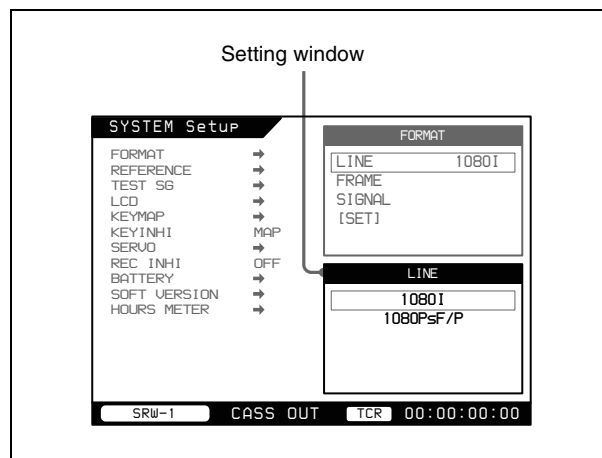 Setting window
SYSTEM Setup
FORMAT ➡
REFERENCE ➡
TEST SG ➡
LCD ➡
KEYMAP ➡
KEYINHI MAP
SERVO ➡
REC INHI OFF
BATTERY ➡
SOFT VERSION ➡
HOURS METER ➡
FORMAT
LINE 1080I
FRAME
SIGNAL
[SET]
LINE
1080I
1080PsF/P
SRW-1 CASS OUT TCR 00:00:00:00